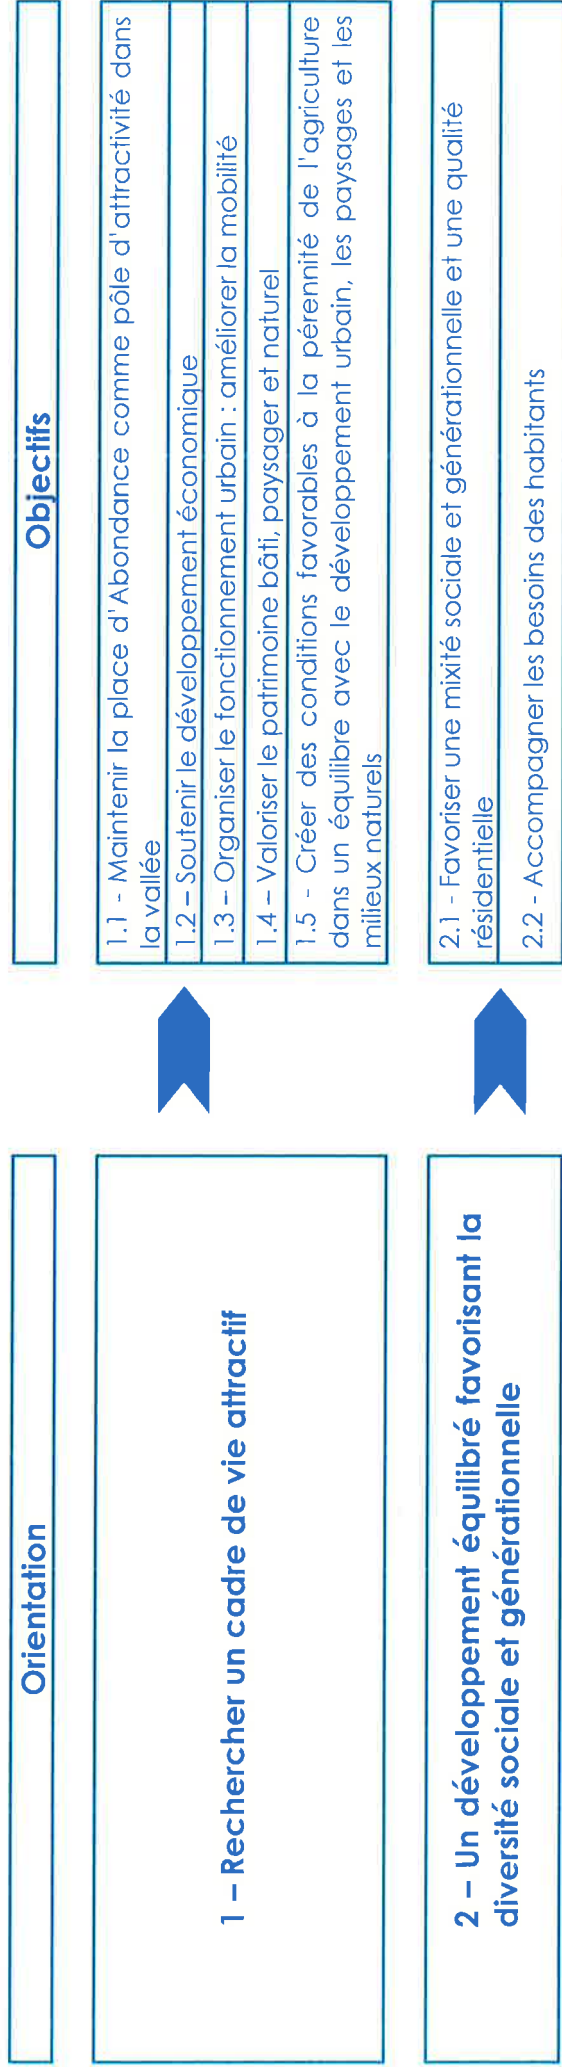 Orientation
Objectifs
1 – Rechercher un cadre de vie attractif
1.1 - Maintenir la place d'Abondance comme pôle d'attractivité dans
la vallée
1.2 – Soutenir le développement économique
1.3 – Organiser le fonctionnement urbain : améliorer la mobilité
1.4 – Valoriser le patrimoine bâti, paysager et naturel
1.5 - Créer des conditions favorables à la pérennité de l'agriculture
dans un équilibre avec le développement urbain, les paysages et les
milieux naturels
2 – Un développement équilibré favorisant la
diversité sociale et générationnelle
2.1 - Favoriser une mixité sociale et générationnelle et une qualité
résidentielle
2.2 - Accompagner les besoins des habitants